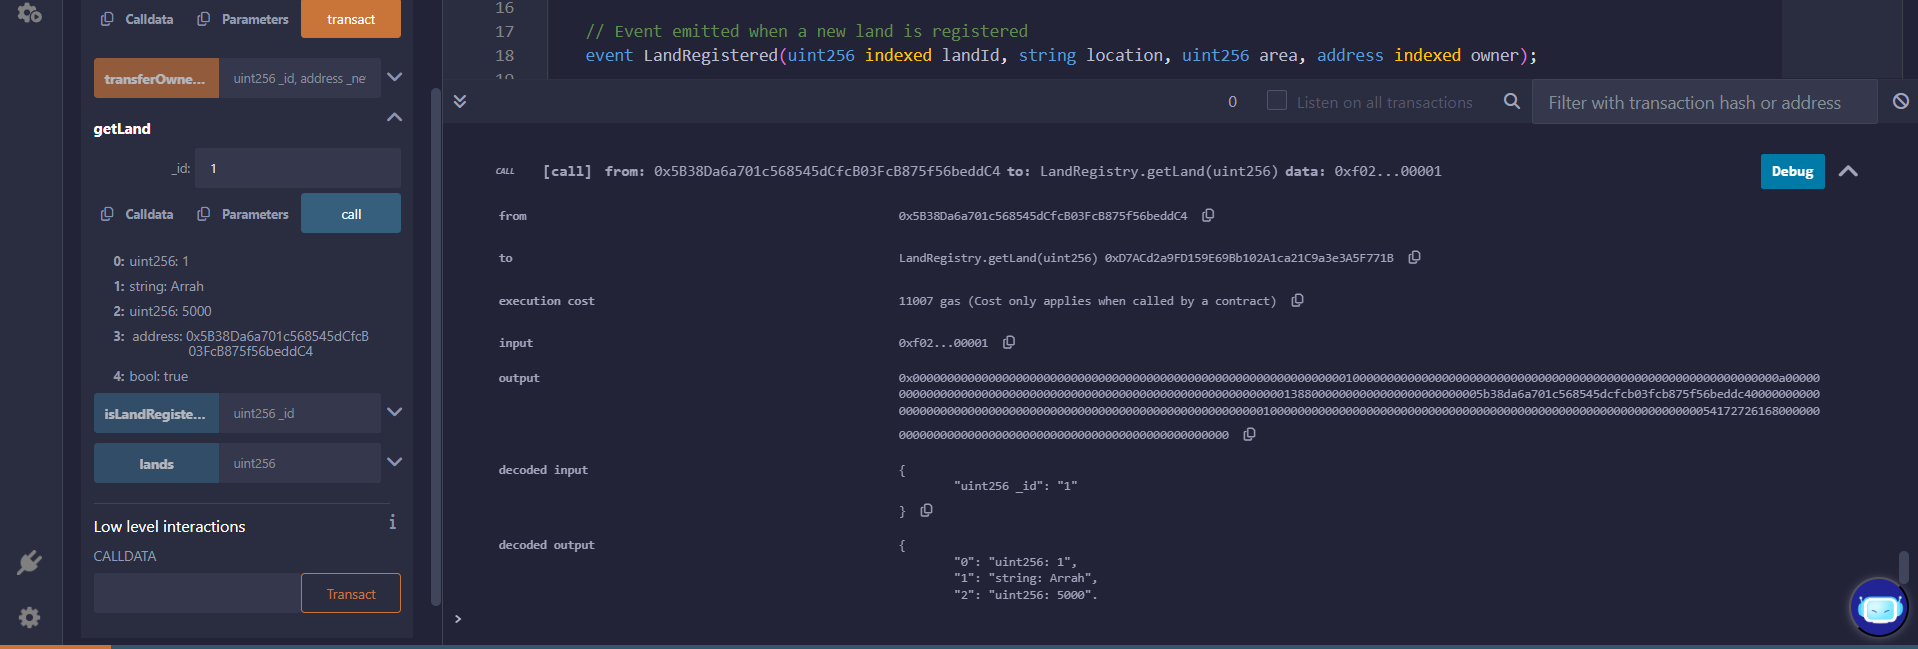 Calldata Parameters transact
transferOwne... uint256 _id, address _ne
getLand
_id: 1
Calldata Parameters call
0: uint256: 1
1: string: Arrah
2: uint256: 5000
3: address: 0x5B38Da6a701c568545dCfcB
03FcB875f56beddC4
4: bool: true
isLandRegiste... uint256 _id
lands uint256
Low level interactions i
CALLDATA
Transact
16
17 // Event emitted when a new land is registered
18 event LandRegistered(uint256 indexed landId, string location, uint256 area, address indexed owner);
19
0 Listen on all transactions Filter with transaction hash or address
CALL [call] from: 0x5B38Da6a701c568545dCfcB03FcB875f56beddC4 to: LandRegistry.getLand(uint256) data: 0xf02...00001 Debug
from 0x5B38Da6a701c568545dCfcB03FcB875f56beddC4
to LandRegistry.getLand(uint256) 0xD7ACd2a9FD159E69Bb102A1ca21C9a3e3A5F771B
execution cost 11007 gas (Cost only applies when called by a contract)
input 0xf02...00001
output
decoded input {
"uint256 _id": "1"
}
decoded output {
"0": "uint256: 1",
"1": "string: Arrah",
"2": "uint256: 5000".
>